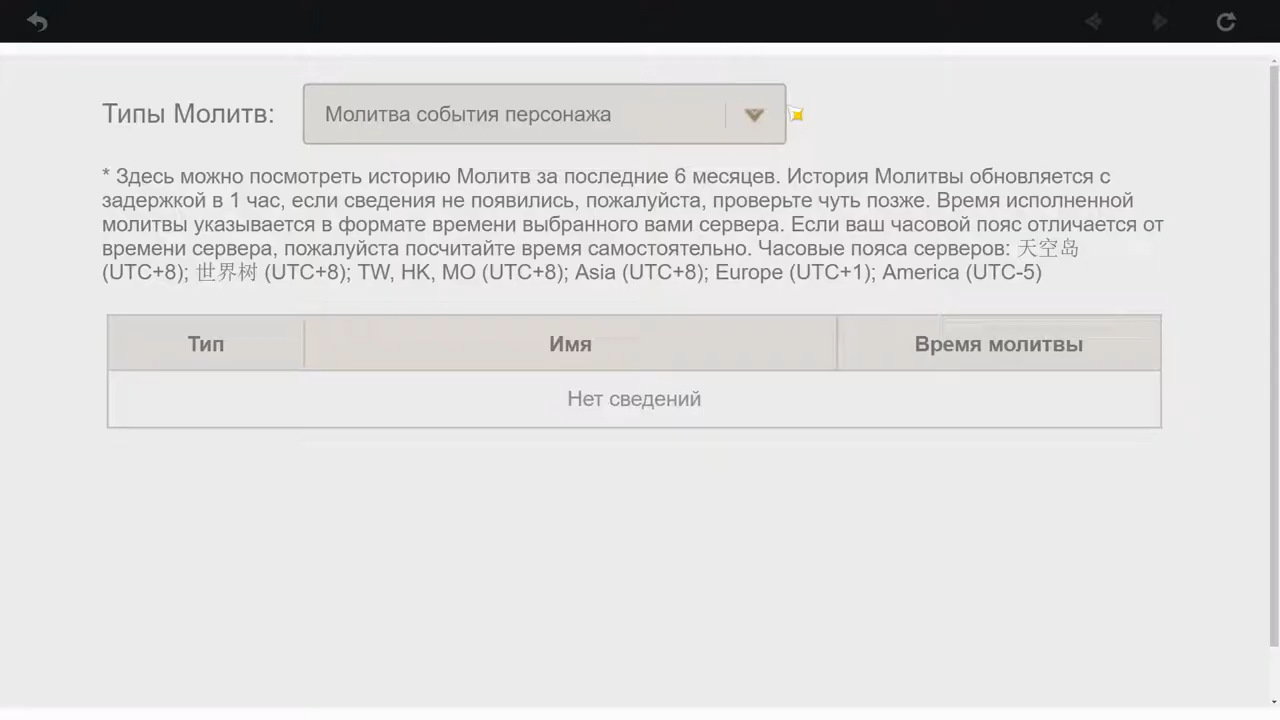 Типы Молитв: Молитва события персонажа
* Здесь можно посмотреть историю Молитв за последние 6 месяцев. История Молитвы обновляется с
задержкой в 1 час, если сведения не появились, пожалуйста, проверьте чуть позже. Время исполненной
молитвы указывается в формате времени выбранного вами сервера. Если ваш часовой пояс отличается от
времени сервера, пожалуйста посчитайте время самостоятельно. Часовые пояса серверов: 天空岛
(UTC+8); 世界树 (UTC+8); TW, HK, MO (UTC+8); Asia (UTC+8); Europe (UTC+1); America (UTC-5)
Тип Имя Время молитвы
Нет сведений